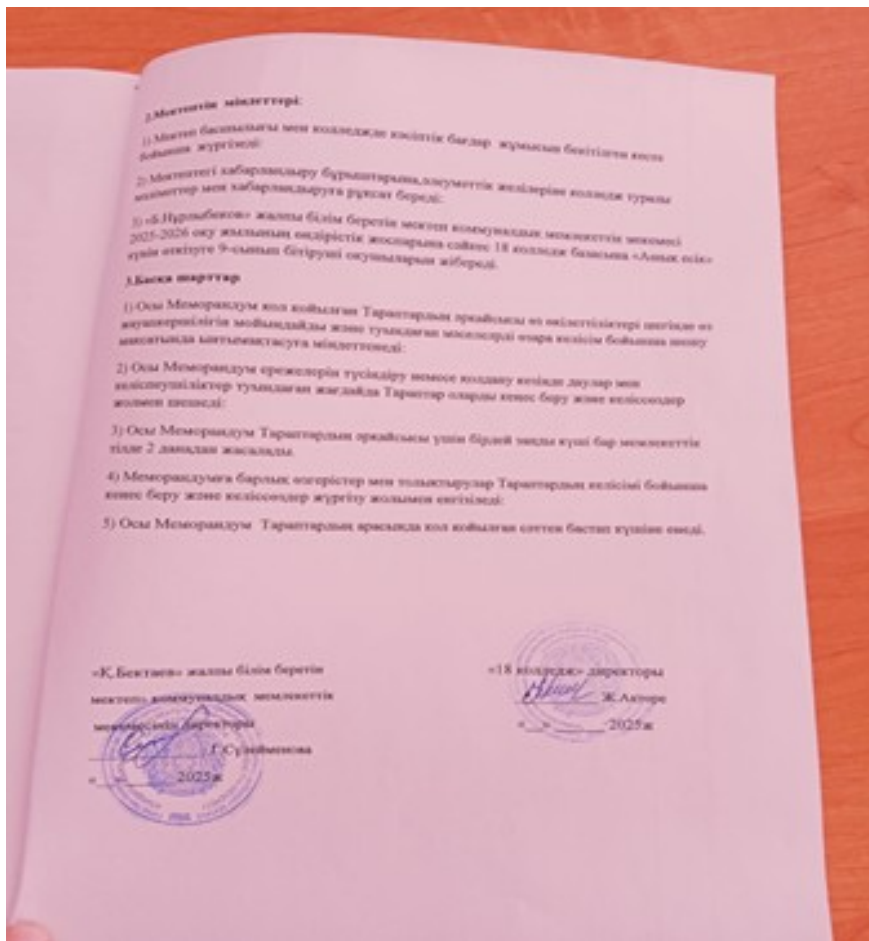 2.Мектептің міндеттері:
1) Мектеп басшылығы мен колледжде кәсіптік бағдар жұмысын бекітілген кесте
бойынша жүргізеді:
2) Мектептегі хабарландыру бұрыштарына,әлеуметтік желілеріне колледж туралы
мәліметтер мен хабарландыруға рұқсат береді:
3) «Б.Нұрлыбеков» жалпы білім беретін мектеп коммуналдық мемлекеттік мекемесі
2025-2026 оқу жылының өндірістік жоспарына сәйкес 18 колледж базасына «Ашық есік»
күнін өткізуге 9-сынып бітіруші оқушыларын жібереді.
3.Басқа шарттар
1) Осы Меморандум қол қойылған Тараптардың әрқайсысы өз өкілеттіліктері шегінде өз
жауапкершілігін мойындайды және туындаған мәселелерді өзара келісім бойынша шешу
мақсатында ынтымақтасуға міндеттенеді:
2) Осы Меморандум ережелерін түсіндіру немесе қолдану кезінде даулар мен
келіспеушіліктер туындаған жағдайда Тараптар оларды кеңес беру және келіссөздер
жолмен шешеді:
3) Осы Меморандум Тараптардың әрқайсысы үшін бірдей заңды күші бар мемлекеттік
тілде 2 данадан жасалады.
4) Меморандумға барлық өзгерістер мен толықтырулар Тараптардың келісімі бойынша
кеңес беру және келіссөздер жүргізу жолымен енгізіледі:
5) Осы Меморандум Тараптардың арасында қол қойылған сәттен бастап күшіне енеді.
«Қ.Бектаев» жалпы білім беретін
мектеп» коммуналдық мемлекеттік
мекемесінің директоры
Г.Сүлейменова
«__»______2025ж
«18 колледж» директоры
Ж.Акпоре
«__»______2025ж